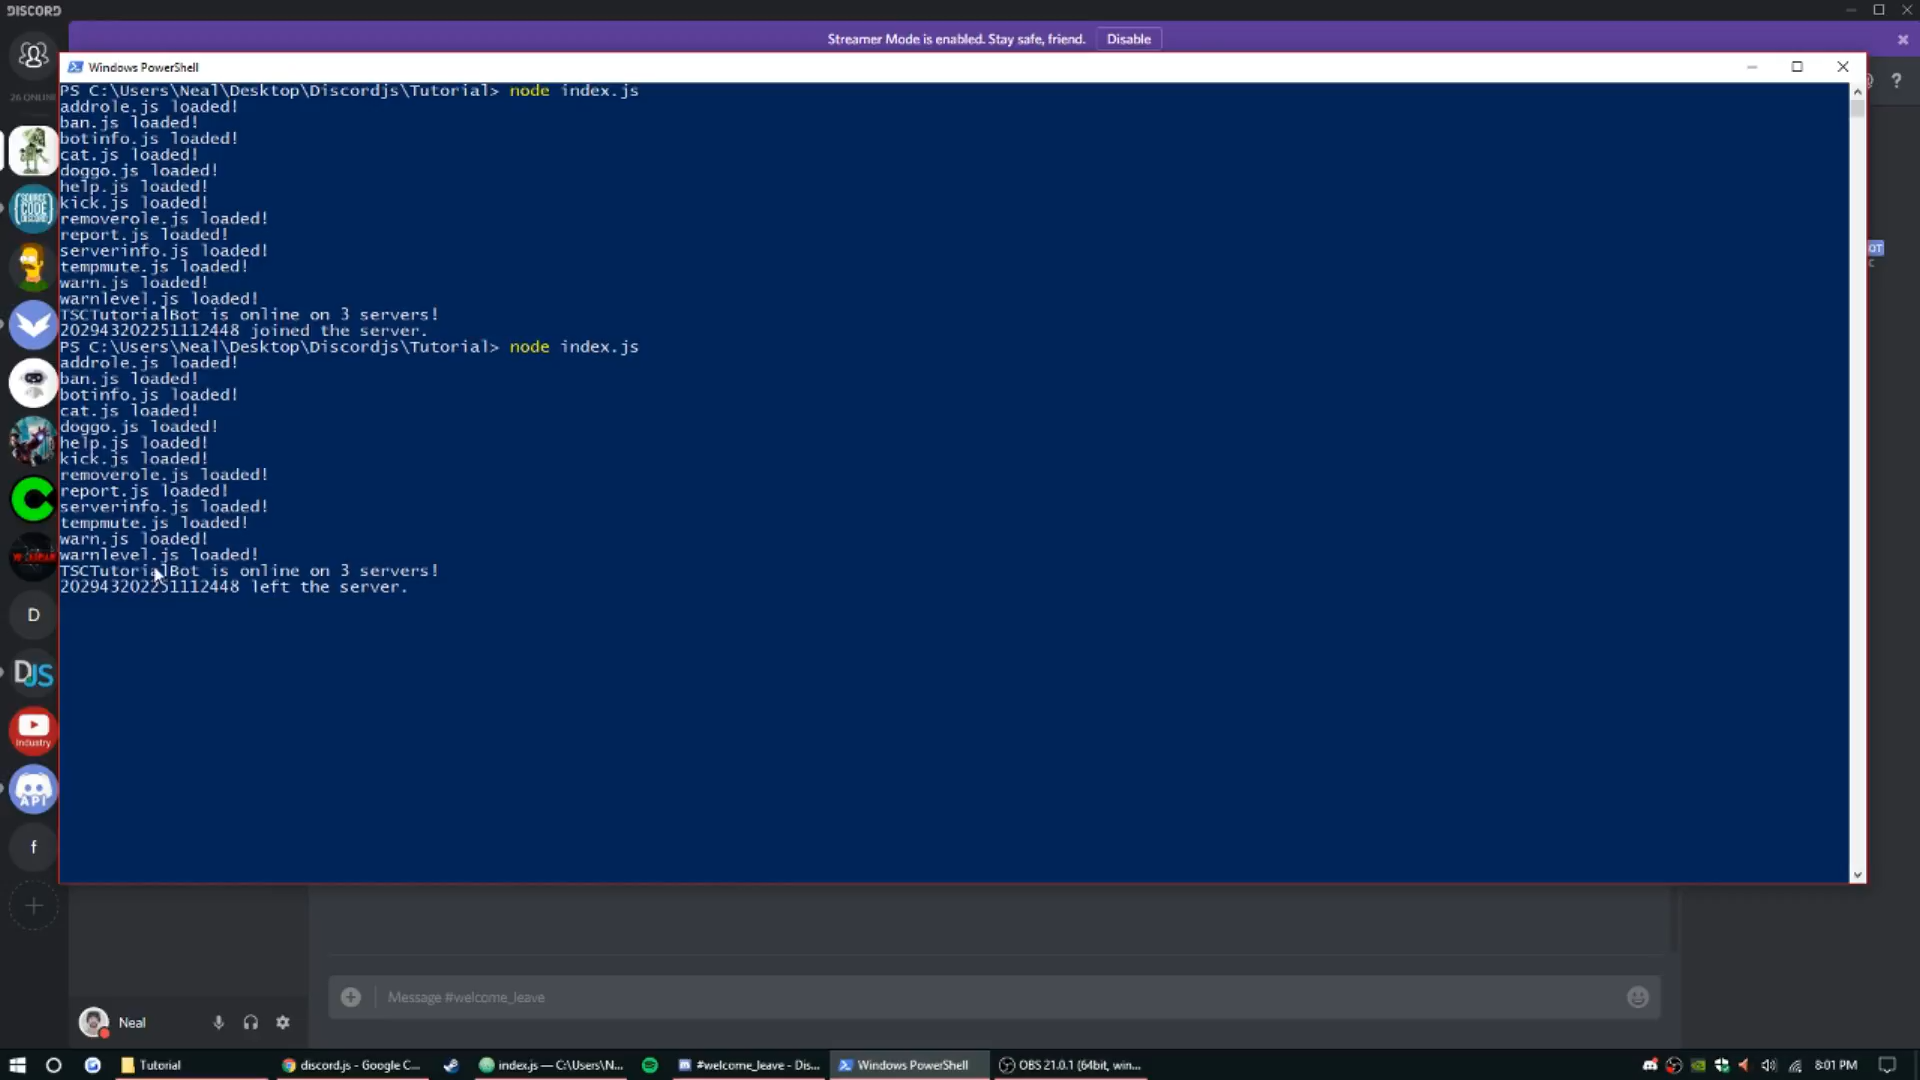 DISCORD
Streamer Mode is enabled. Stay safe, friend. Disable
Windows PowerShell
26 ONLINE
PS C:\Users\Neal\Desktop\Discordjs\Tutorial> node index.js
addrole.js loaded!
ban.js loaded!
botinfo.js loaded!
cat.js loaded!
doggo.js loaded!
help.js loaded!
kick.js loaded!
removerole.js loaded!
report.js loaded!
serverinfo.js loaded!
tempmute.js loaded!
warn.js loaded!
warnlevel.js loaded!
TSCTutorialBot is online on 3 servers!
202943202251112448 joined the server.
PS C:\Users\Neal\Desktop\Discordjs\Tutorial> node index.js
addrole.js loaded!
ban.js loaded!
botinfo.js loaded!
cat.js loaded!
doggo.js loaded!
help.js loaded!
kick.js loaded!
removerole.js loaded!
report.js loaded!
serverinfo.js loaded!
tempmute.js loaded!
warn.js loaded!
warnlevel.js loaded!
TSCTutorialBot is online on 3 servers!
202943202251112448 left the server.
SOURCE
CODE
D
DJS
industry
API
f
Message #welcome_leave
Neal
Tutorial
discord.js - Google C...
index.js — C:\Users\N...
#welcome_leave - Dis...
Windows PowerShell
OBS 21.0.1 (64bit, win...
8:01 PM